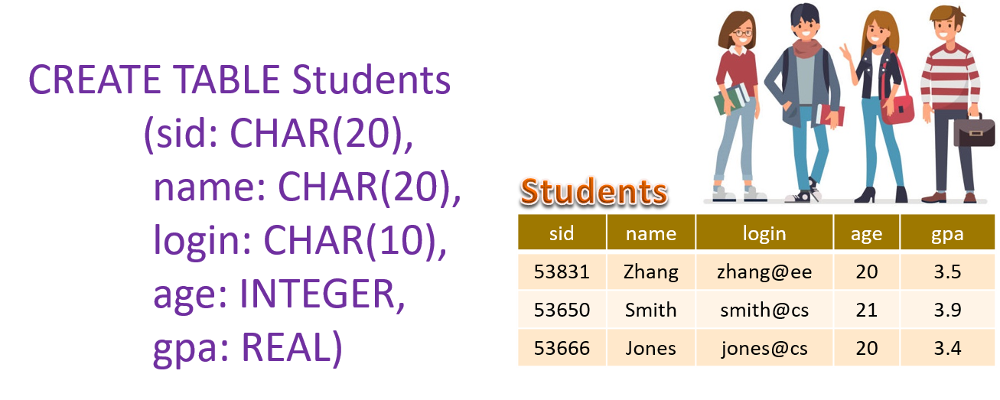 CREATE TABLE Students
(sid: CHAR(20),
name: CHAR(20),
login: CHAR(10),
age: INTEGER,
gpa: REAL)
Students
sid name login age gpa
53831 Zhang zhang@ee 20 3.5
53650 Smith smith@cs 21 3.9
53666 Jones jones@cs 20 3.4